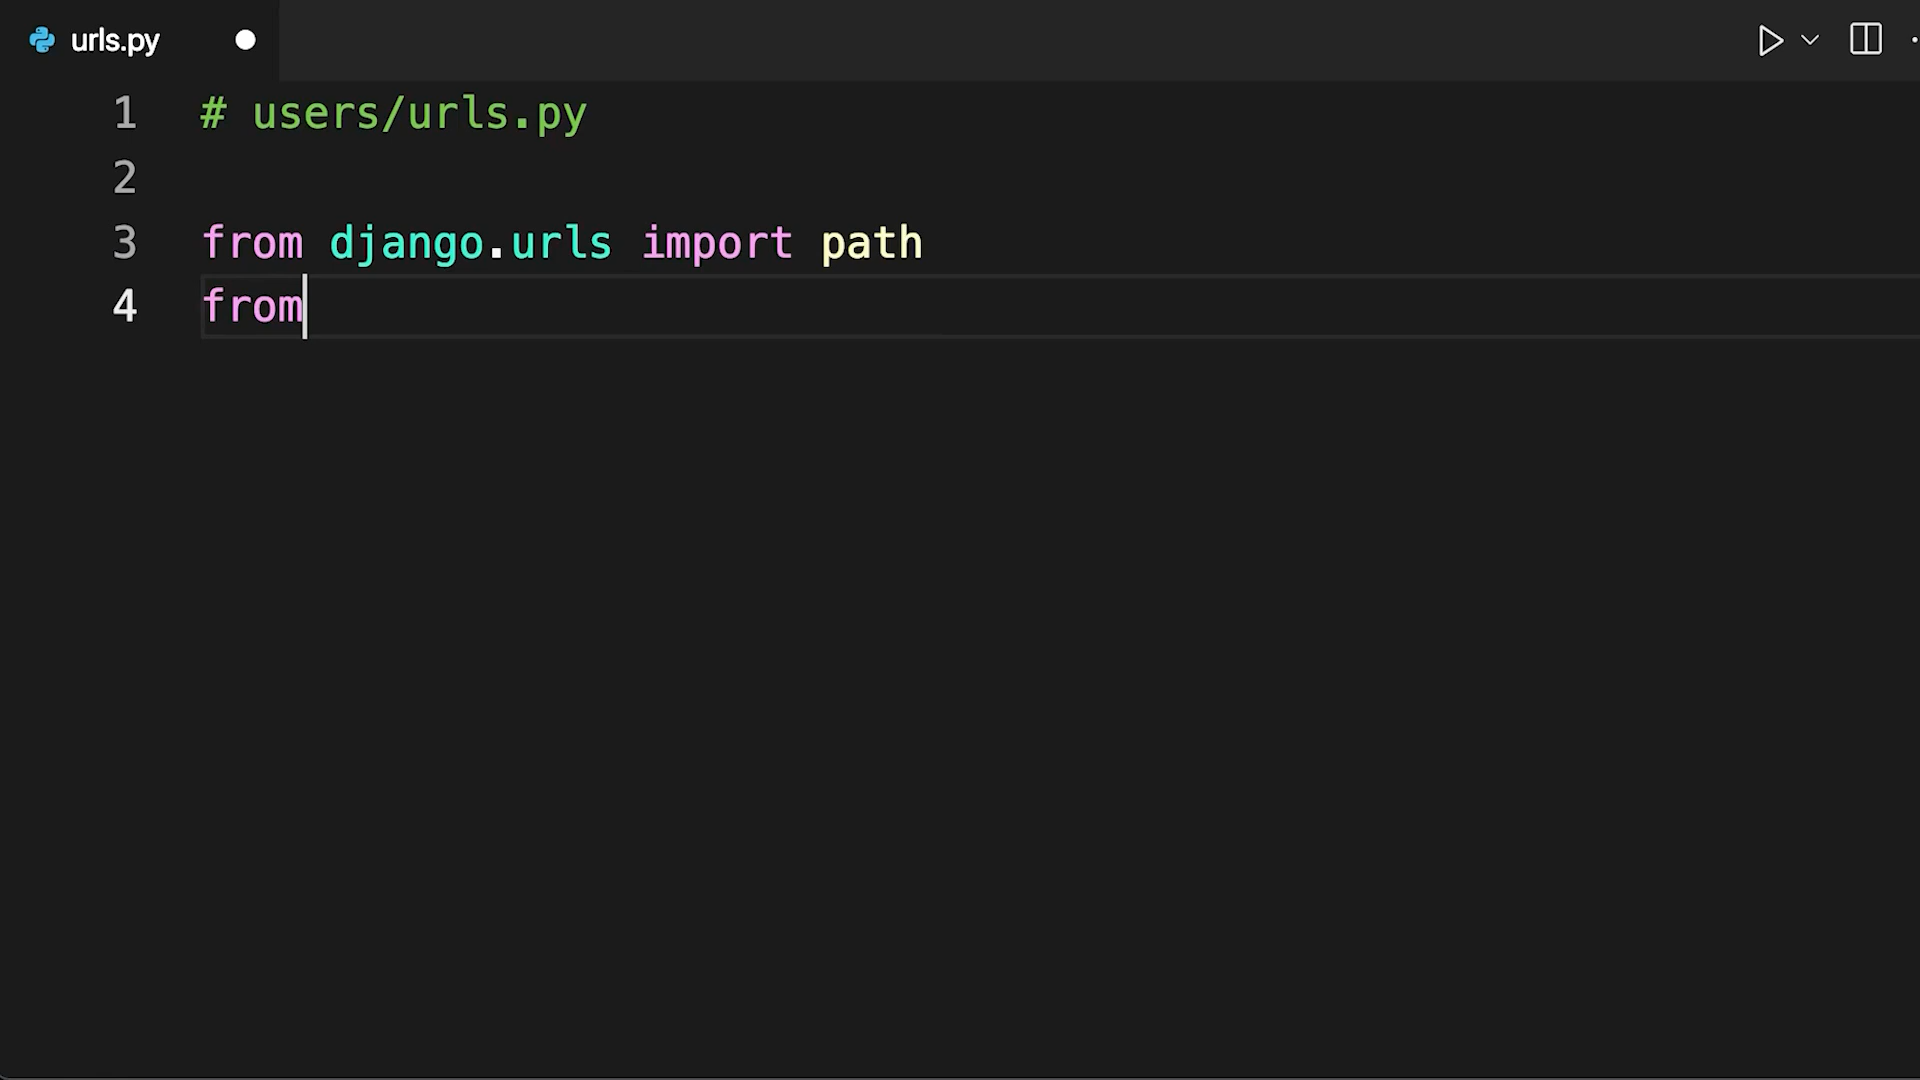 urls.py
1 # users/urls.py
2
3 from django.urls import path
4 from